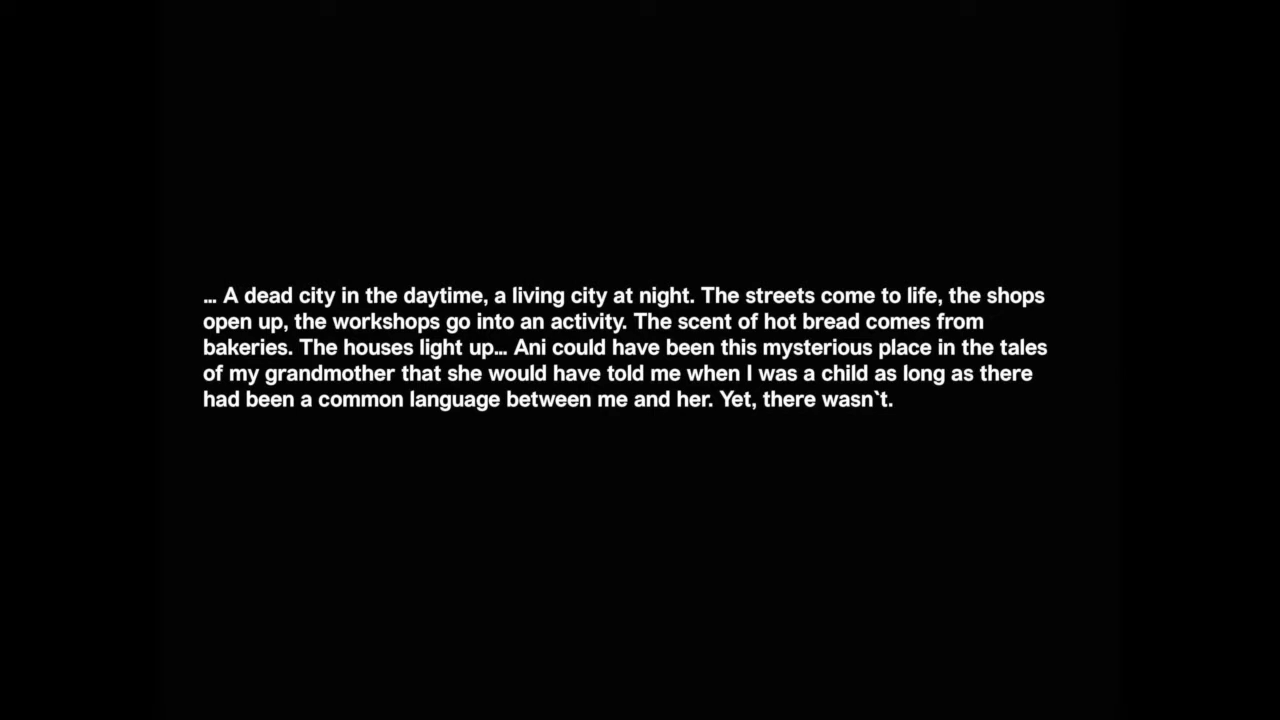 … A dead city in the daytime, a living city at night. The streets come to life, the shops
open up, the workshops go into an activity. The scent of hot bread comes from
bakeries. The houses light up… Ani could have been this mysterious place in the tales
of my grandmother that she would have told me when I was a child as long as there
had been a common language between me and her. Yet, there wasn`t.